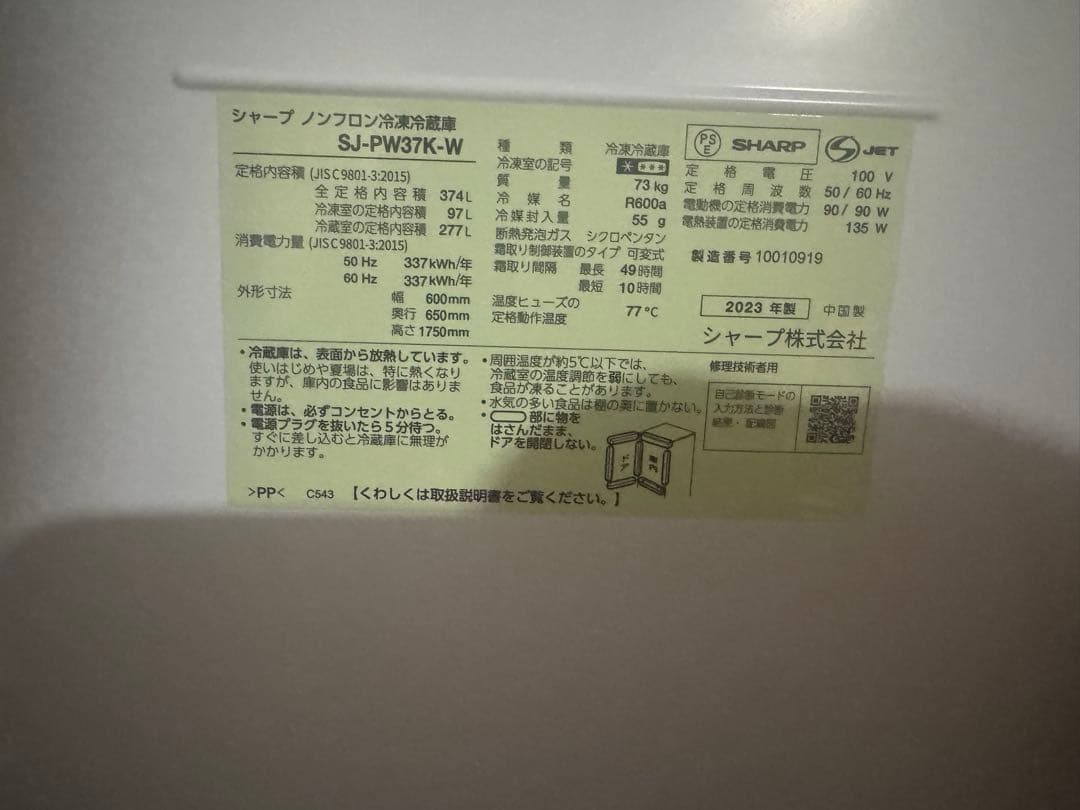 シャープ ノンフロン冷凍冷蔵庫
SJ-PW37K-W
定格内容積 (JISC9801-3:2015)
全定格内容積 374L
冷凍室の定格内容積 97L
冷蔵室の定格内容積 277L
消費電力量 (JISC9801-3:2015)
50 Hz 337kWh/年
60 Hz 337kWh/年
外形寸法
幅 600mm
奥行 650mm
高さ 1750mm
種類 冷凍冷蔵庫
冷凍室の記号
質量 73kg
冷媒名 R600a
冷媒封入量 55g
断熱発泡ガス シクロペンタン
霜取り制御装置のタイプ 可変式
霜取り間隔 最長 49時間
最短 10時間
温度ヒューズの
定格動作温度 77℃
PSE SHARP S JET
定格電圧 100 V
定格周波数 50/60 Hz
電動機の定格消費電力 90/90 W
電熱装置の定格消費電力 135 W
製造番号 10010919
2023 年製 中国製
シャープ株式会社
・冷蔵庫は、表面から放熱しています。
使いはじめや夏場は、特に熱くなり
ますが、庫内の食品に影響はありま
せん。
・電源は、必ずコンセントからとる。
・電源プラグを抜いたら5分待つ。
すぐに差し込むと冷蔵庫に無理が
かかります。
・周囲温度が約5℃以下では、
冷蔵室の温度調節を弱にしても、
食品が凍ることがあります。
・水気の多い食品は棚の奥に置かない。
・部に物を
はさんだまま、
ドアを開閉しない。
ドア
庫内
修理技術者用
自己診断モードの
入力方法と診断
結果・配線図
>PP< C543 【くわしくは取扱説明書をご覧ください。】